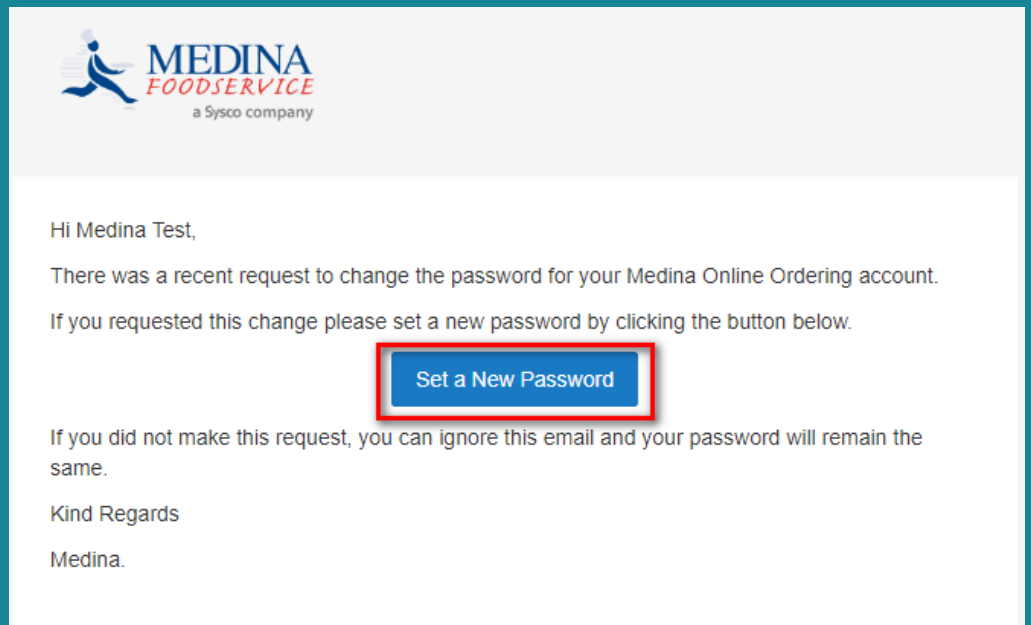 MEDINA
FOODSERVICE
a Sysco company
Hi Medina Test,
There was a recent request to change the password for your Medina Online Ordering account.
If you requested this change please set a new password by clicking the button below.
Set a New Password
If you did not make this request, you can ignore this email and your password will remain the
same.
Kind Regards
Medina.